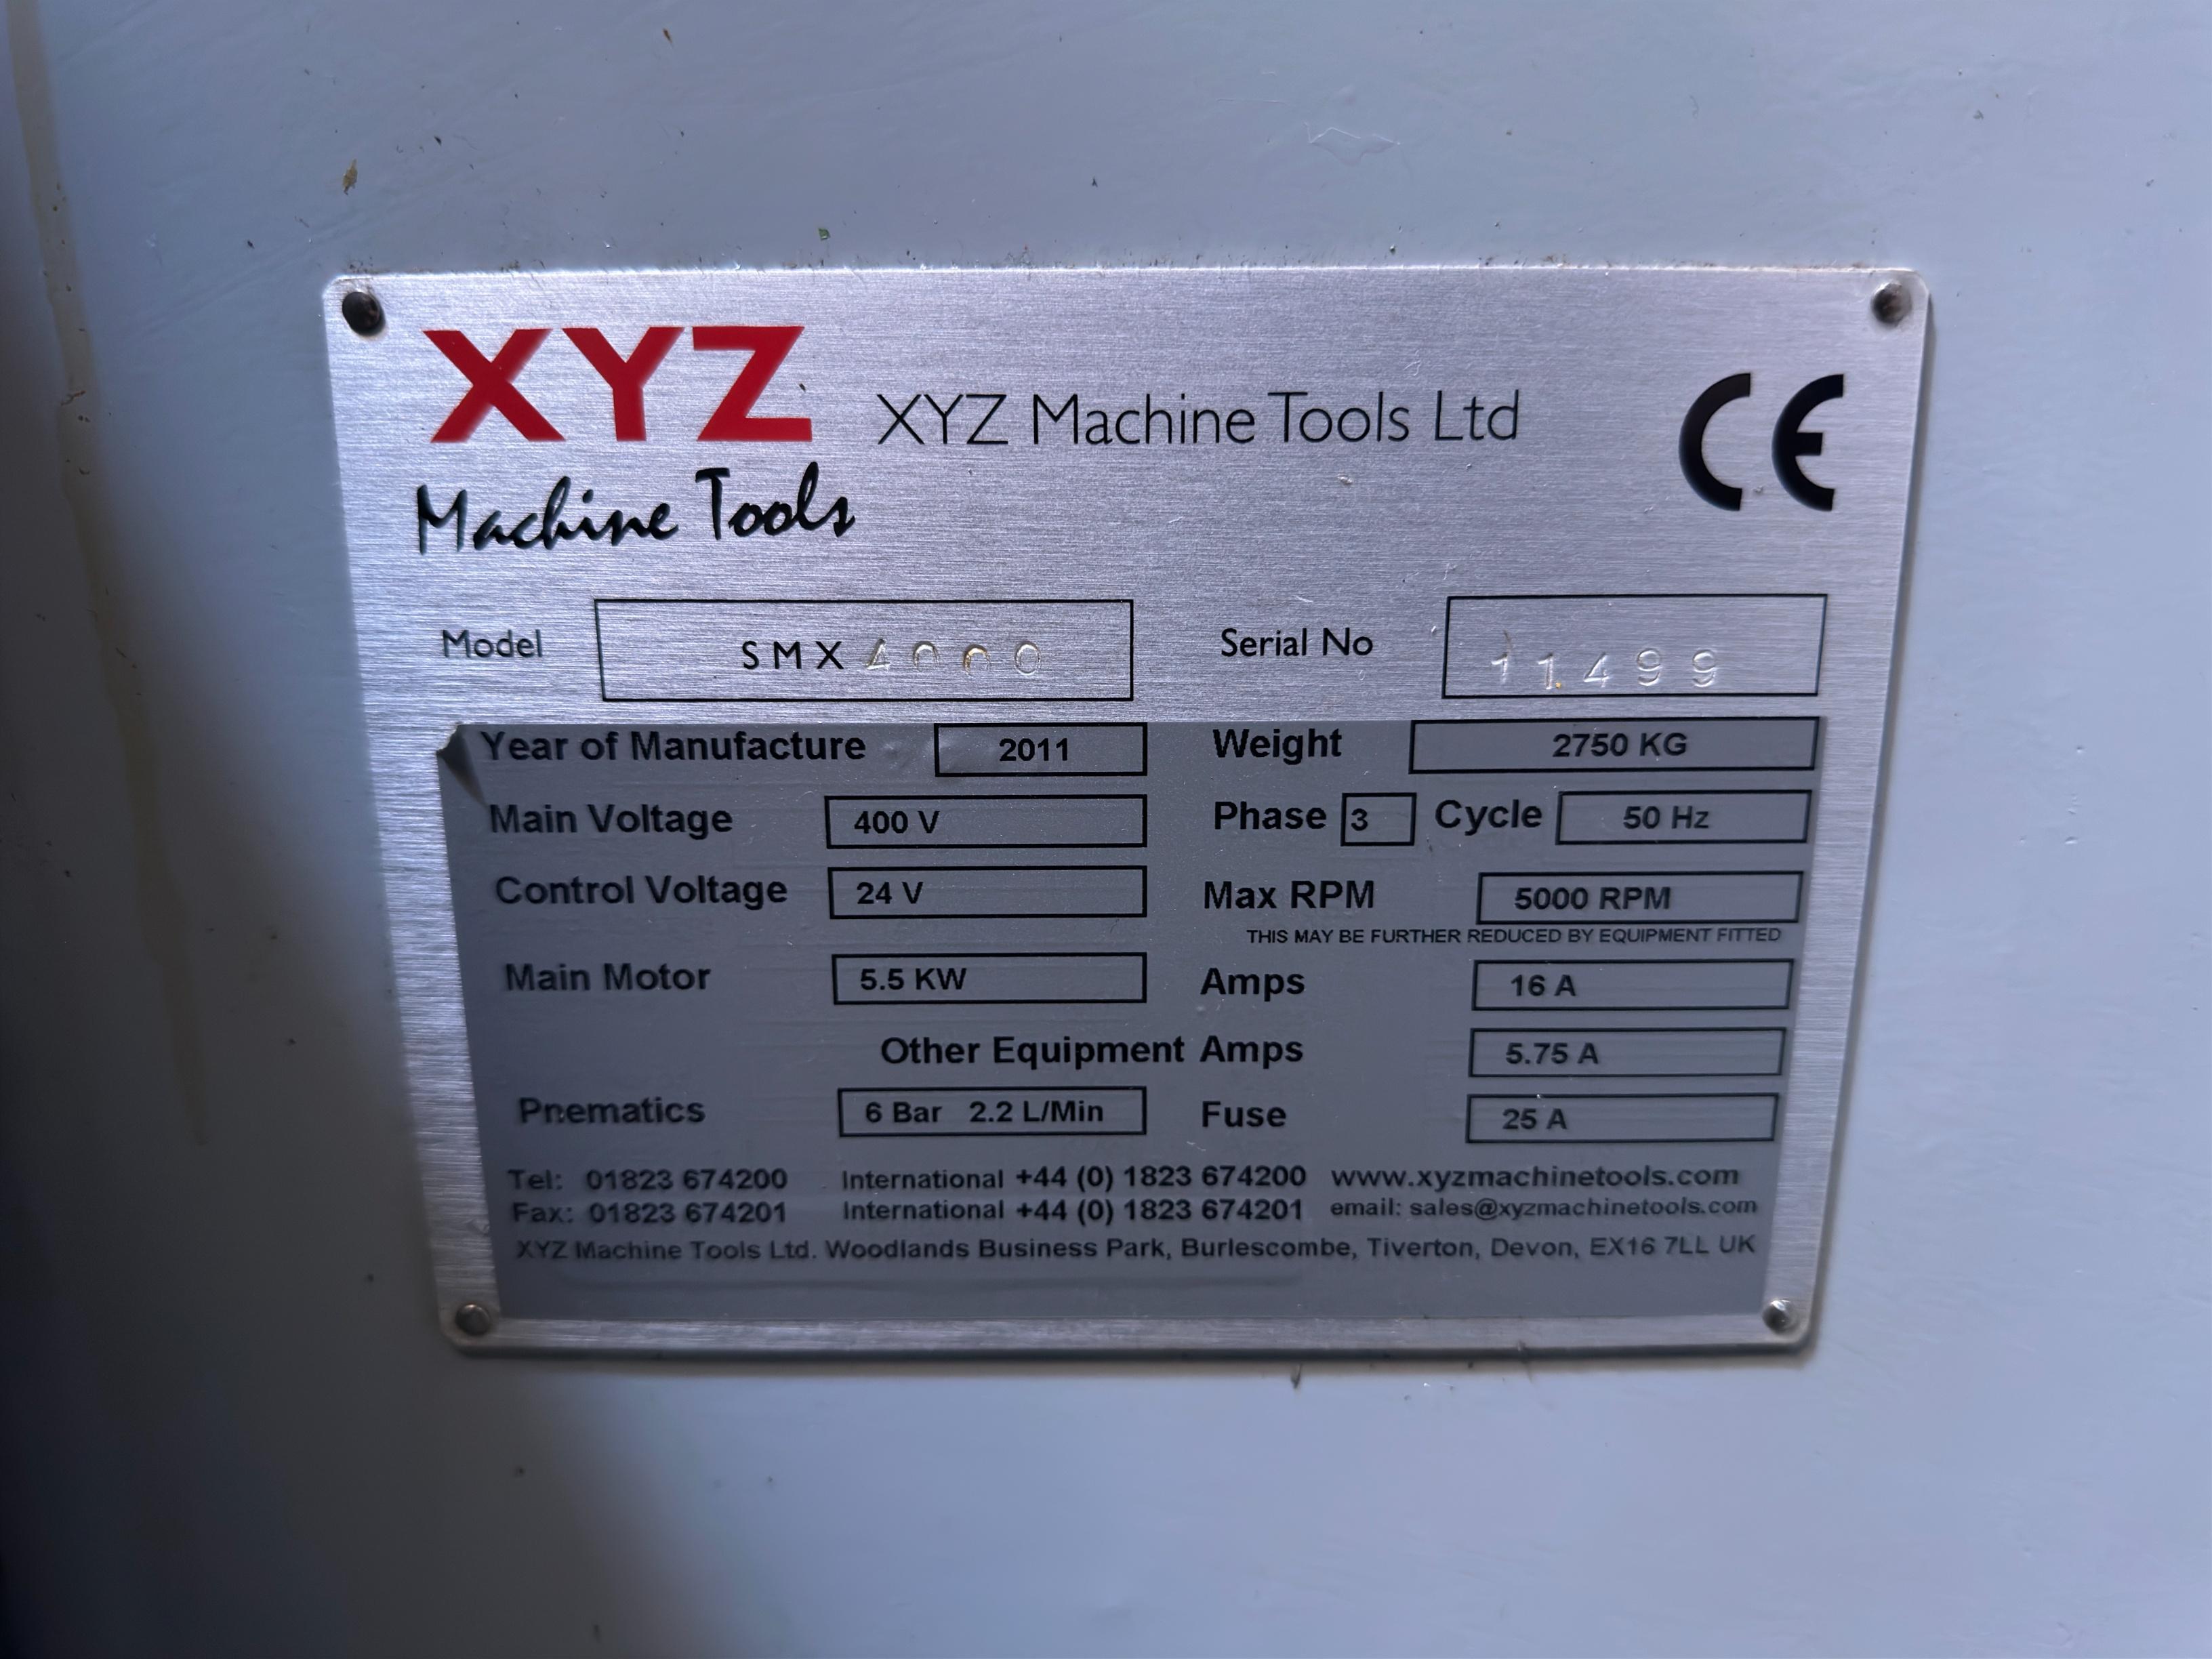 XYZ
XYZ Machine Tools Ltd
CE
Machine Tools
Model SMX 4000 Serial No 11499
Year of Manufacture 2011 Weight 2750 KG
Main Voltage 400 V Phase 3 Cycle 50 Hz
Control Voltage 24 V Max RPM 5000 RPM
THIS MAY BE FURTHER REDUCED BY EQUIPMENT FITTED
Main Motor 5.5 KW Amps 16 A
Other Equipment Amps 5.75 A
Pnematics 6 Bar 2.2 L/Min Fuse 25 A
Tel: 01823 674200 International +44 (0) 1823 674200 www.xyzmachinetools.com
Fax: 01823 674201 International +44 (0) 1823 674201 email: sales@xyzmachinetools.com
XYZ Machine Tools Ltd. Woodlands Business Park, Burlescombe, Tiverton, Devon, EX16 7LL UK